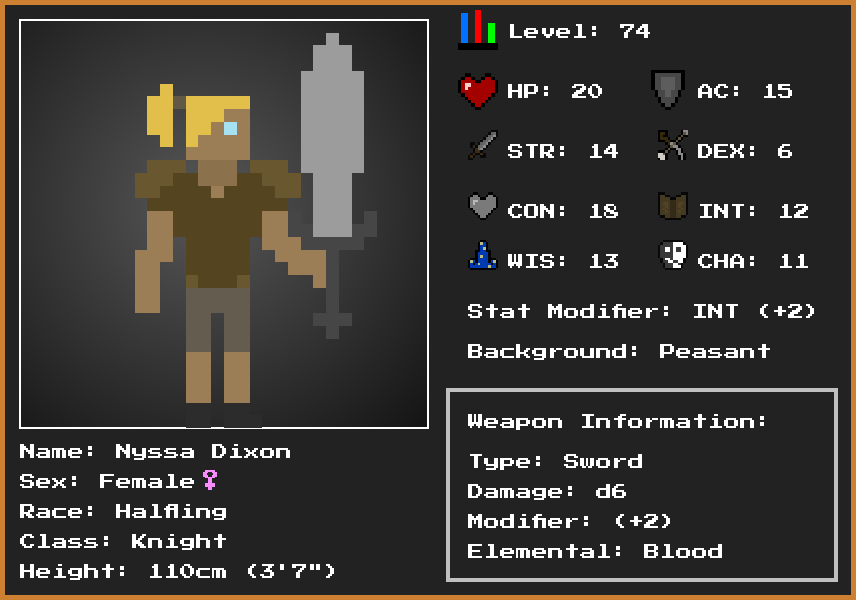 Level: 74
HP: 20 AC: 15
STR: 14 DEX: 6
CON: 18 INT: 12
WIS: 13 CHA: 11
Stat Modifier: INT (+2)
Background: Peasant
Weapon Information:
Type: Sword
Damage: d6
Modifier: (+2)
Elemental: Blood
Name: Nyssa Dixon
Sex: Female♀
Race: Halfling
Class: Knight
Height: 110cm (3'7")